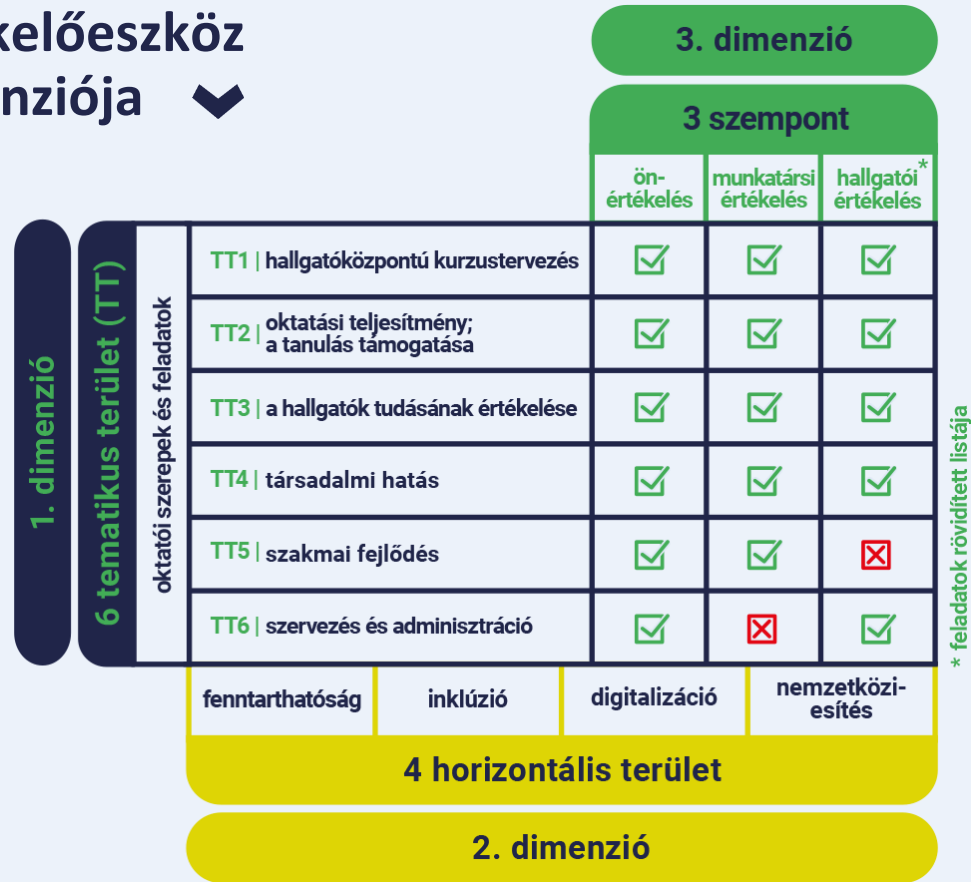 kelőeszköz
nziója
3. dimenzió
3 szempont
ön-
értékelés
munkatársi
értékelés
hallgatói*
értékelés
1. dimenzió
6 tematikus terület (TT)
oktatói szerepek és feladatok
TT1 | hallgatóközpontú kurzustervezés
TT2 | oktatási teljesítmény;
a tanulás támogatása
TT3 | a hallgatók tudásának értékelése
TT4 | társadalmi hatás
TT5 | szakmai fejlődés
TT6 | szervezés és adminisztráció
* feladatok rövidített listája
fenntarthatóság
inklúzió
digitalizáció
nemzetközi-
esítés
4 horizontális terület
2. dimenzió